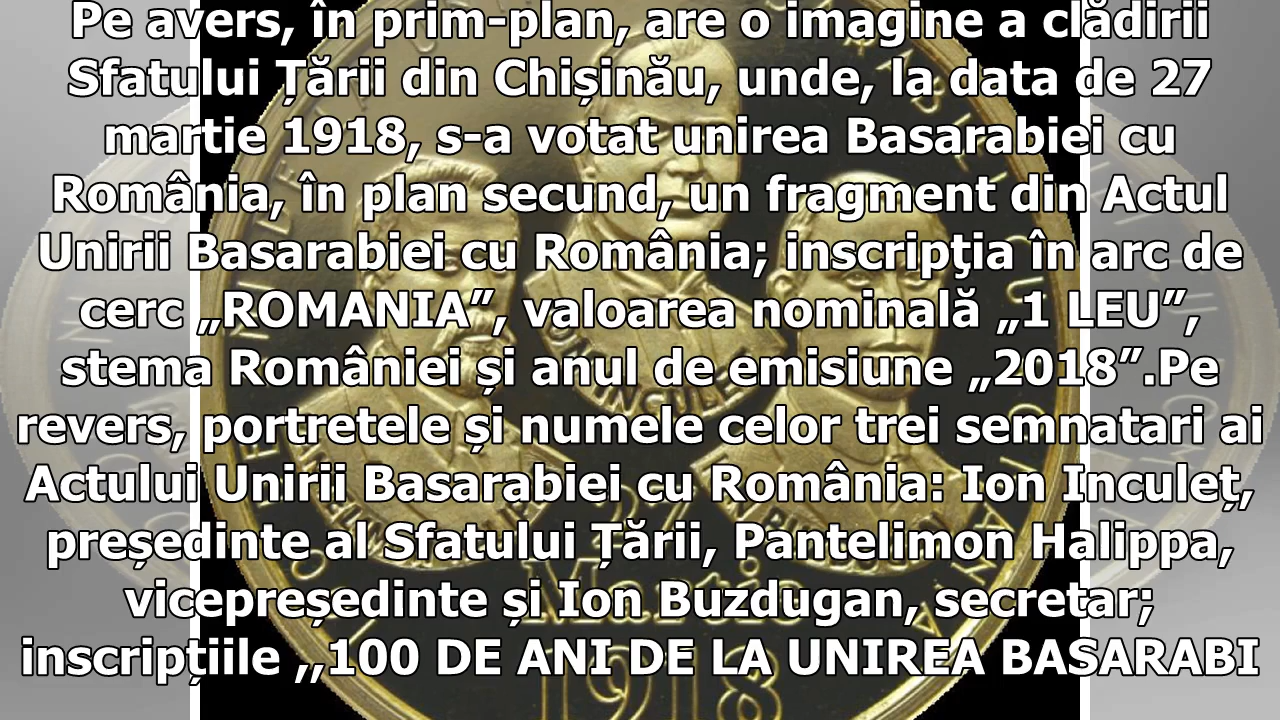 Pe avers, în prim-plan, are o imagine a clădirii
Sfatului Țării din Chișinău, unde, la data de 27
martie 1918, s-a votat unirea Basarabiei cu
România, în plan secund, un fragment din Actul
Unirii Basarabiei cu România; inscripţia în arc de
cerc „ROMANIA”, valoarea nominală „1 LEU”,
stema României și anul de emisiune „2018”.Pe
revers, portretele și numele celor trei semnatari ai
Actului Unirii Basarabiei cu România: Ion Inculeț,
președinte al Sfatului Țării, Pantelimon Halippa,
vicepreședinte și Ion Buzdugan, secretar;
inscripțiile ,,100 DE ANI DE LA UNIREA BASARABI
27
Martie
1918